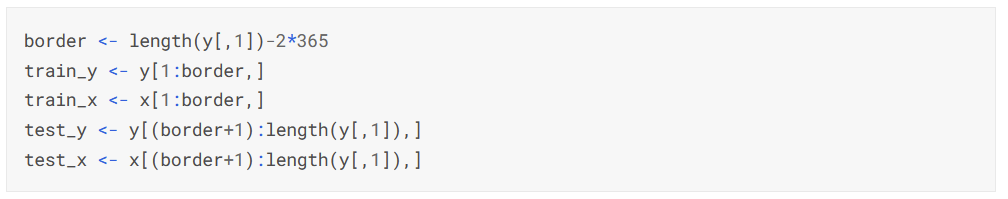 border <- length(y[,1])-2*365
train_y <- y[1:border,]
train_x <- x[1:border,]
test_y <- y[(border+1):length(y[,1]),]
test_x <- x[(border+1):length(y[,1]),]